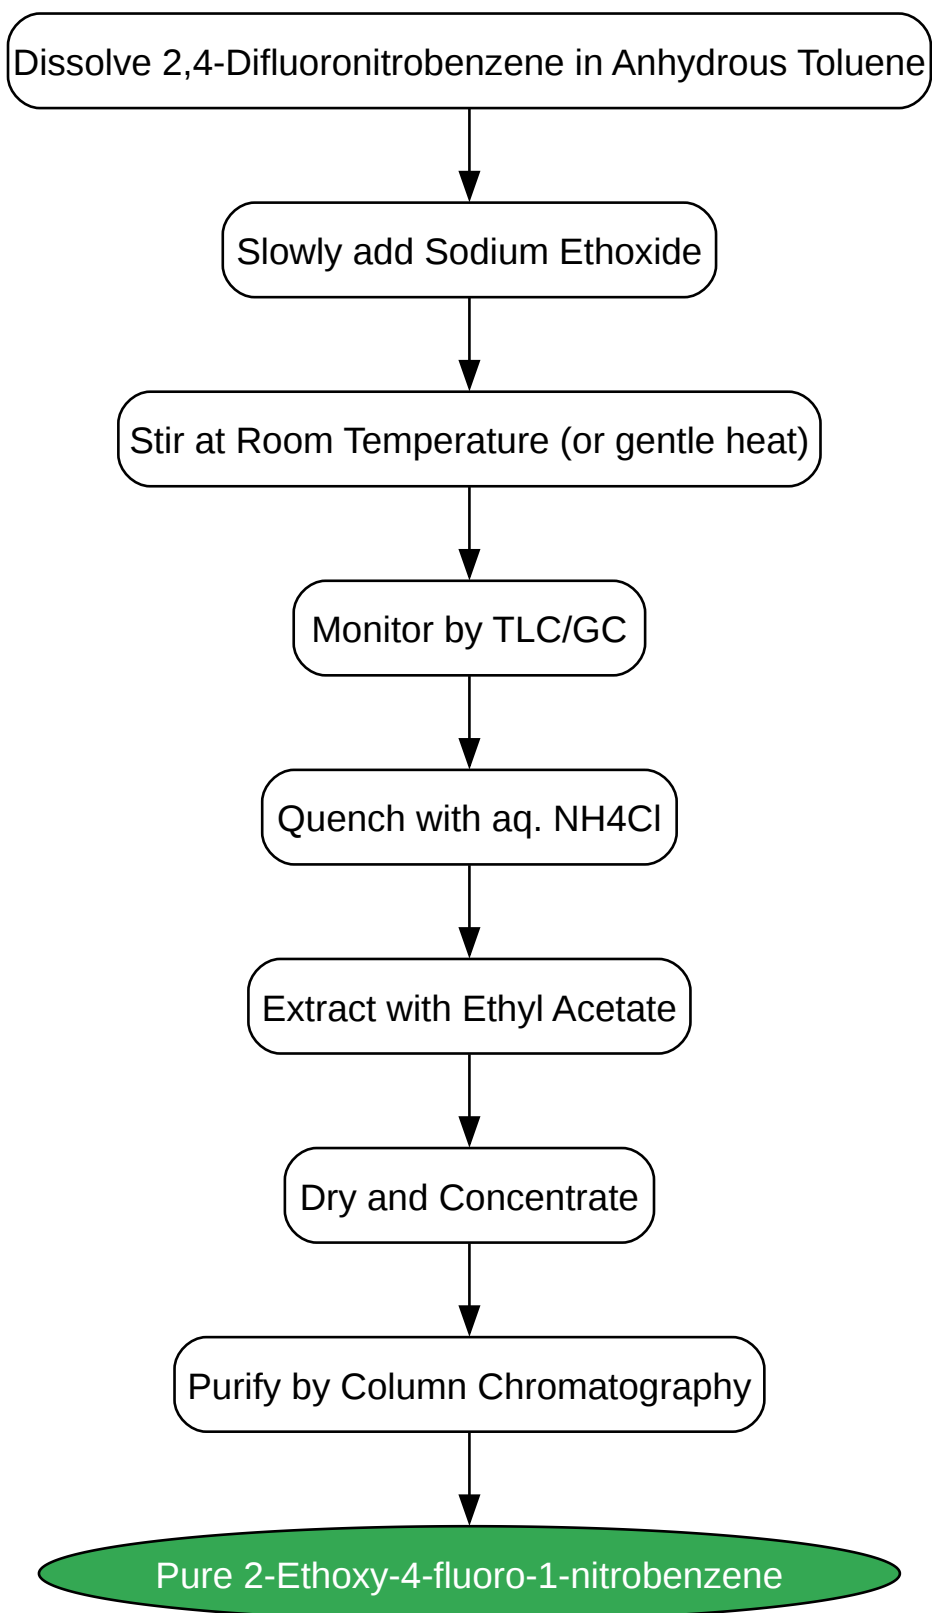 Dissolve 2,4-Difluoronitrobenzene in Anhydrous Toluene
Slowly add Sodium Ethoxide
Stir at Room Temperature (or gentle heat)
Monitor by TLC/GC
Quench with aq. NH4Cl
Extract with Ethyl Acetate
Dry and Concentrate
Purify by Column Chromatography
Pure 2-Ethoxy-4-fluoro-1-nitrobenzene